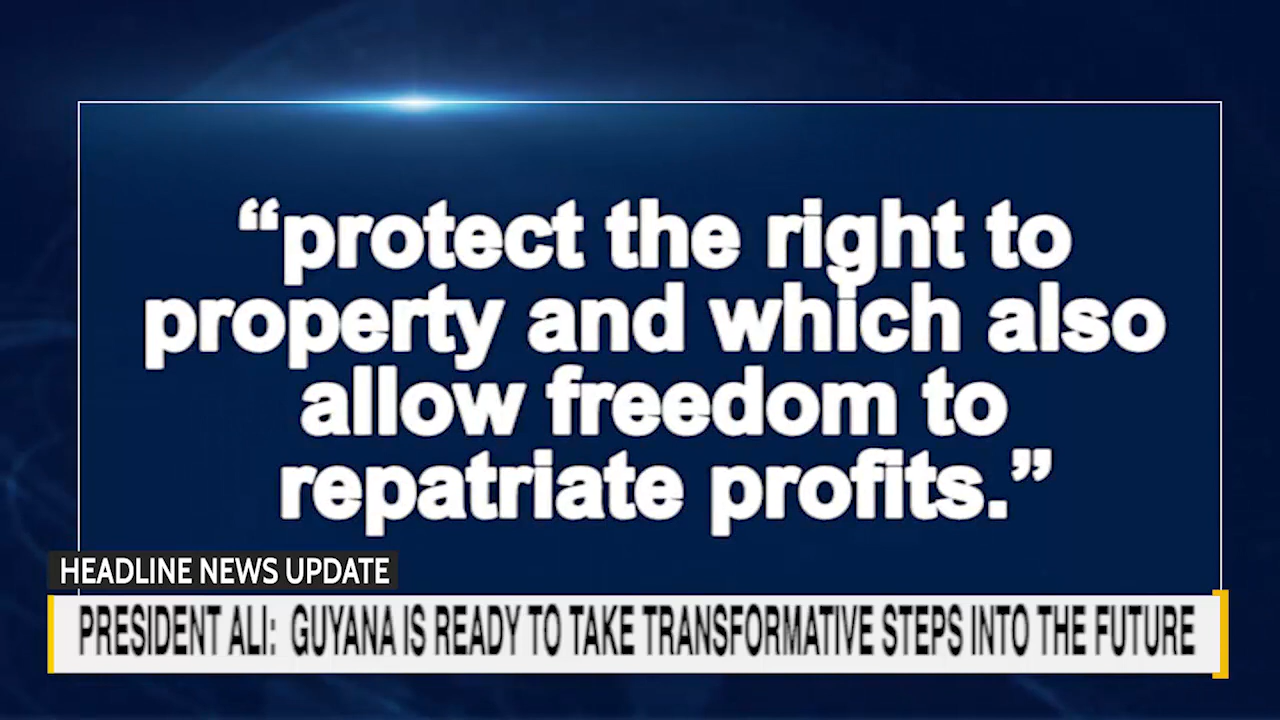 “protect the right to
property and which also
allow freedom to
repatriate profits.”
HEADLINE NEWS UPDATE
PRESIDENT ALI: GUYANA IS READY TO TAKE TRANSFORMATIVE STEPS INTO THE FUTURE